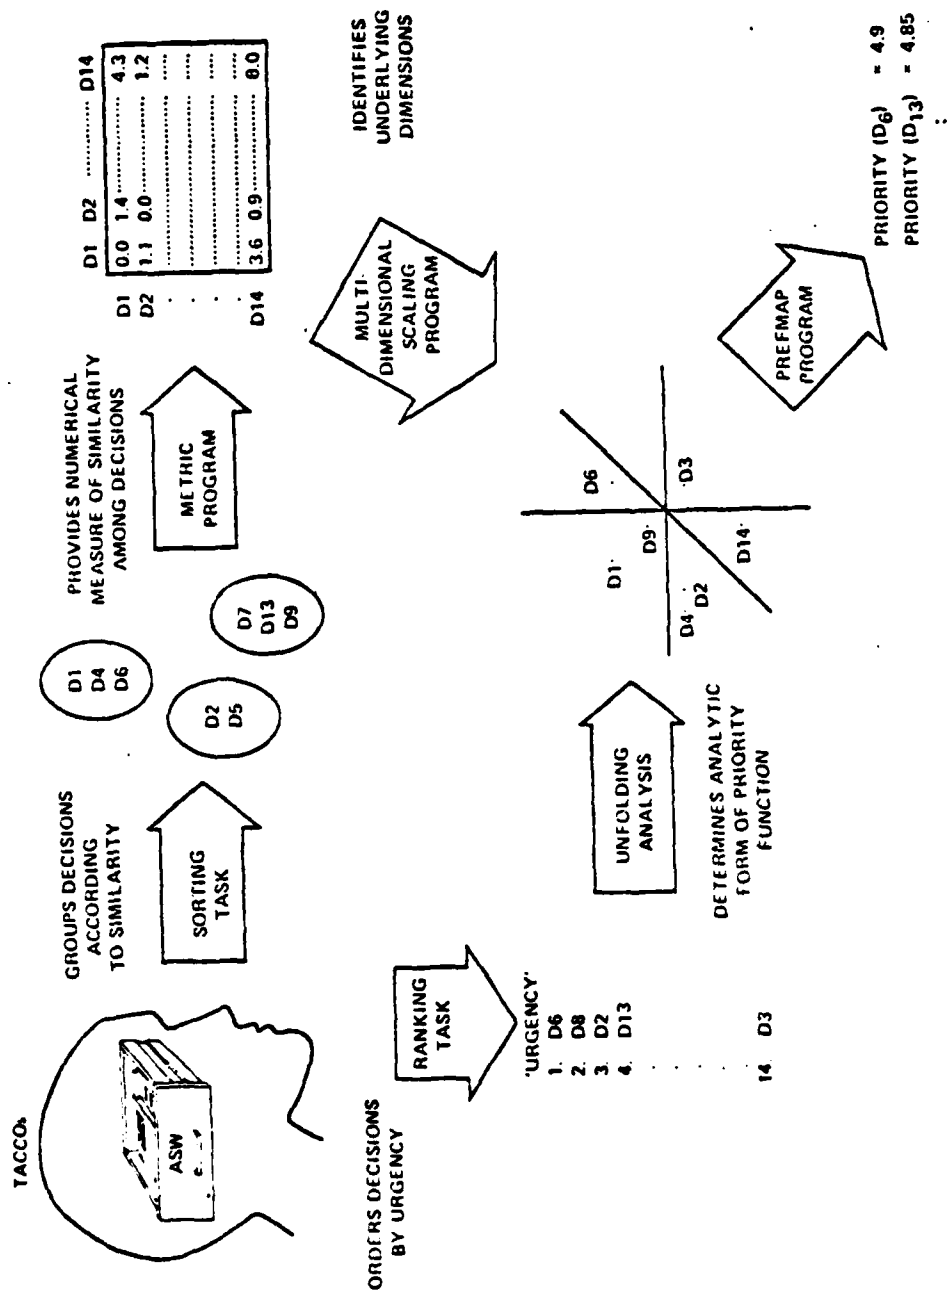 TACCOs
ASW
GROUPS DECISIONS
ACCORDING
TO SIMILARITY
SORTING
TASK
D1
D4
D6
D2
D5
D7
D13
D9
PROVIDES NUMERICAL
MEASURE OF SIMILARITY
AMONG DECISIONS
METRIC
PROGRAM
D1 D2 .............. D14
D1 0.0 1.4 .............. 4.3
D2 1.1 0.0 .............. 1.2
D14 3.6 0.9 .............. 0.0
MULTI-
DIMENSIONAL
SCALING
PROGRAM
IDENTIFIES
UNDERLYING
DIMENSIONS
ORDERS DECISIONS
BY URGENCY
RANKING
TASK
'URGENCY'
1. D6
2. D8
3. D2
4. D13
14. D3
UNFOLDING
ANALYSIS
DETERMINES ANALYTIC
FORM OF PRIORITY
FUNCTION
D1
D6
D9
D4
D2
D3
D14
PREFMAP
PROGRAM
PRIORITY (D6) = 4.9
PRIORITY (D13) = 4.85